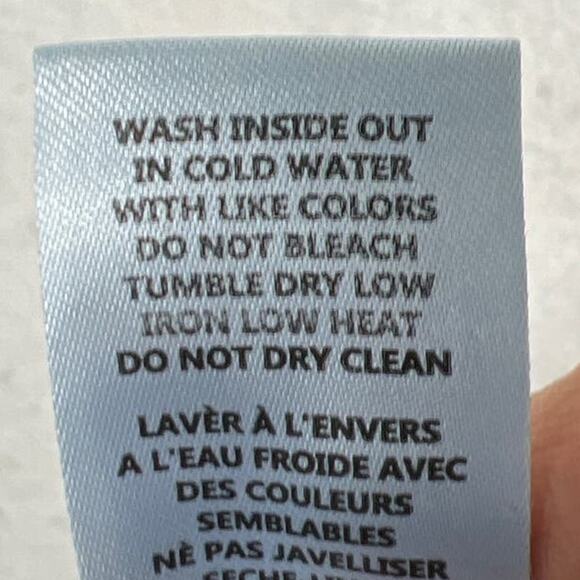 WASH INSIDE OUT
IN COLD WATER
WITH LIKE COLORS
DO NOT BLEACH
TUMBLE DRY LOW
IRON LOW HEAT
DO NOT DRY CLEAN
LAVÈR À L'ENVERS
A L'EAU FROIDE AVEC
DES COULEURS
SEMBLABLES
NÈ PAS JAVELLISER